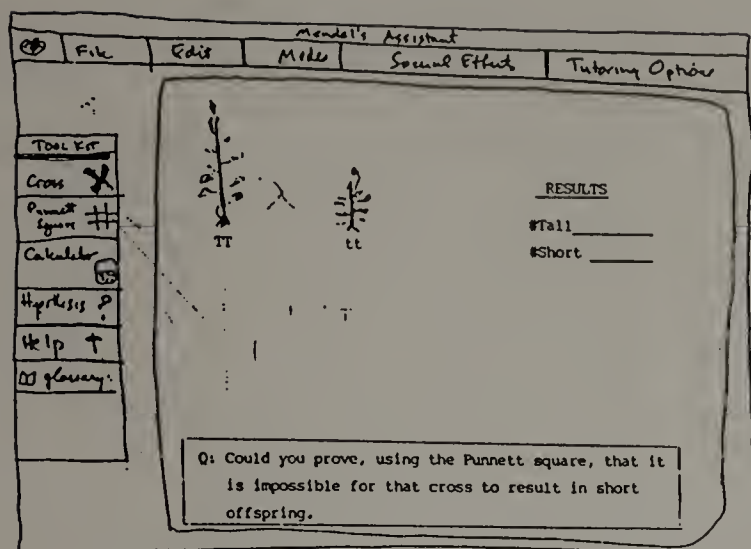 Mendel's Assistant
File Edit Modes Special Effects Tutoring Options
TOOL KIT
Cross
Punnett
Square
Calculator
Hypothesis ?
Help
glossary
TT
tt
RESULTS
#Tall
#Short
T
Q: Could you prove, using the Punnett square, that it
is impossible for that cross to result in short
offspring.